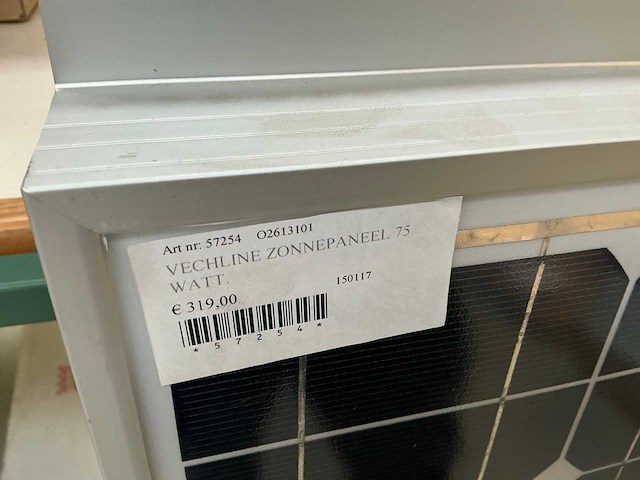 Art nr: 57254 O2613101
VECHLINE ZONNEPANEEL 75
WATT.
€ 319,00 150117
* 5 7 2 5 4 *